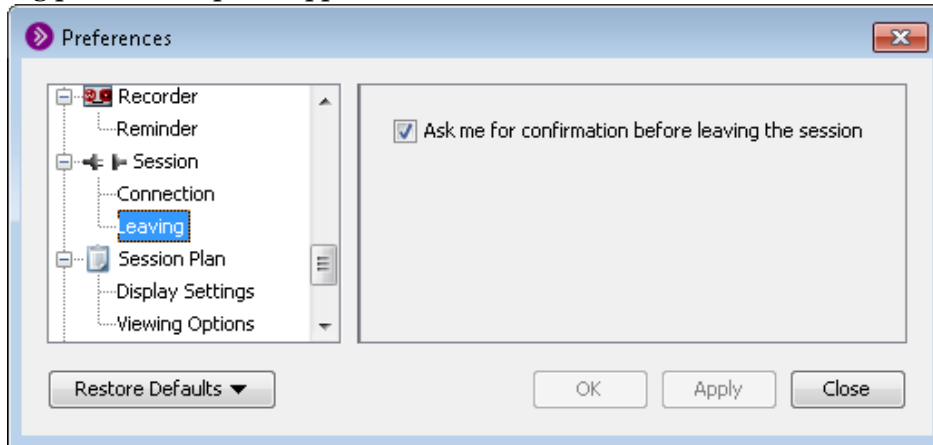 Preferences
Recorder
Reminder
Session
Connection
Leaving
Session Plan
Display Settings
Viewing Options
Ask me for confirmation before leaving the session
Restore Defaults
OK
Apply
Close